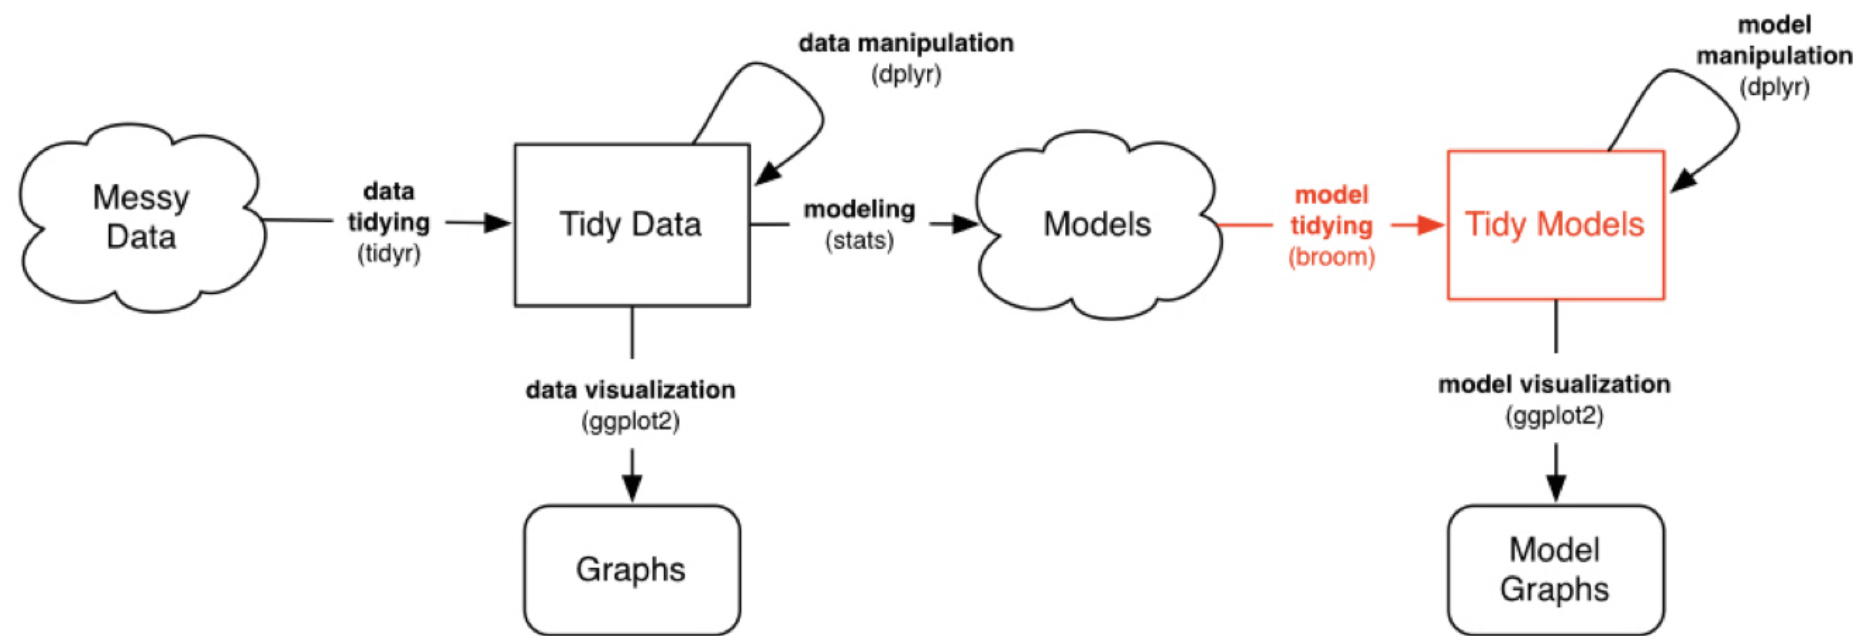 data manipulation
(dplyr)
model
manipulation
(dplyr)
Messy
Data
data
tidying
(tidyr)
Tidy Data
modeling
(stats)
Models
model
tidying
(broom)
Tidy Models
data visualization
(ggplot2)
model visualization
(ggplot2)
Graphs
Model
Graphs